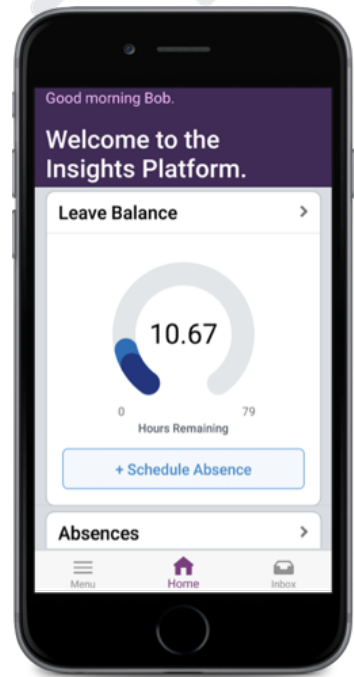 Good morning Bob.
Welcome to the
Insights Platform.
Leave Balance
10.67
0 79
Hours Remaining
+ Schedule Absence
Absences
Menu Home Inbox